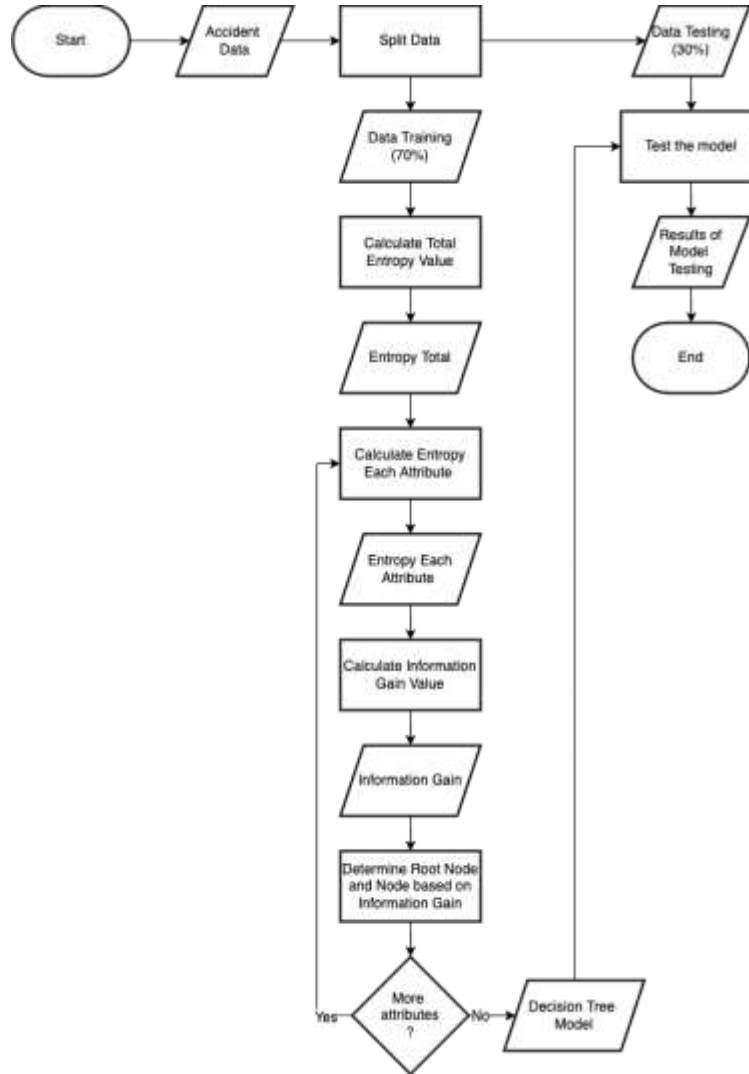 Start
Accident
Data
Split Data
Data Testing
(30%)
Data Training
(70%)
Test the model
Calculate Total
Entropy Value
Results of
Model
Testing
Entropy Total
End
Calculate Entropy
Each Attribute
Entropy Each
Attribute
Calculate Information
Gain Value
Information Gain
Determine Root Node
and Node based on
Information Gain
More
attributes
?
Yes
No
Decision Tree
Model